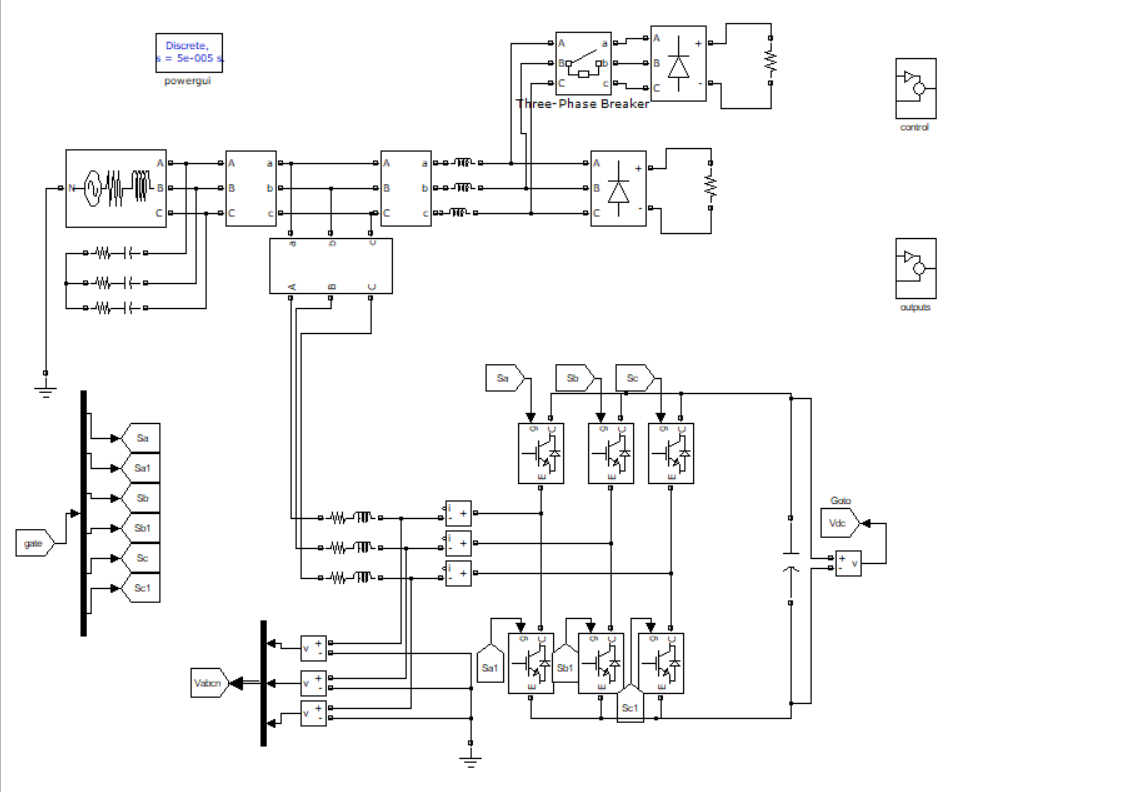 Discrete,
s = 5e-005 s.
powergui
A
B
C
a
b
c
Three-Phase Breaker
A
B
C
+
-
control
N
A
B
C
A
B
C
a
b
c
A
B
C
a
b
c
A
B
C
+
-
a
b
c
A
B
C
outputs
Sa
Sb
Sc
g
C
E
g
C
E
g
C
E
Sa
Sa1
Sb
Sb1
Sc
Sc1
gate
i
+
-
i
+
-
i
+
-
Goto
Vdc
+
-
v
g
C
E
g
C
E
g
C
E
Sa1
Sb1
Sc1
Vabcn
v
+
-
v
+
-
v
+
-